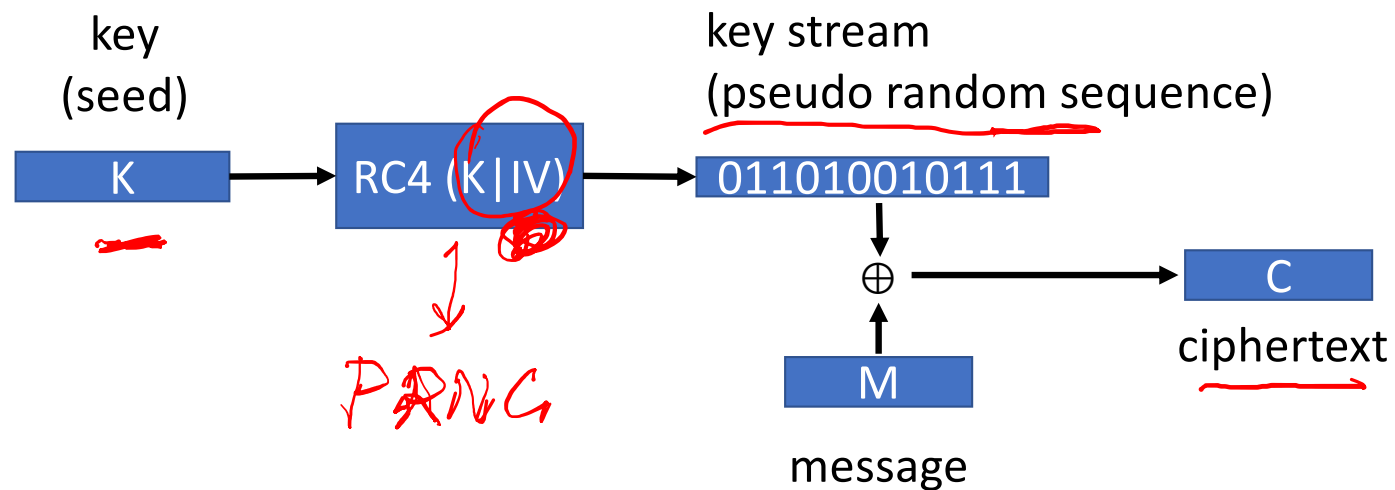 key
(seed)
K
RC4 (K|IV)
key stream
(pseudo random sequence)
011010010111
⊕
C
ciphertext
M
message
PRNG